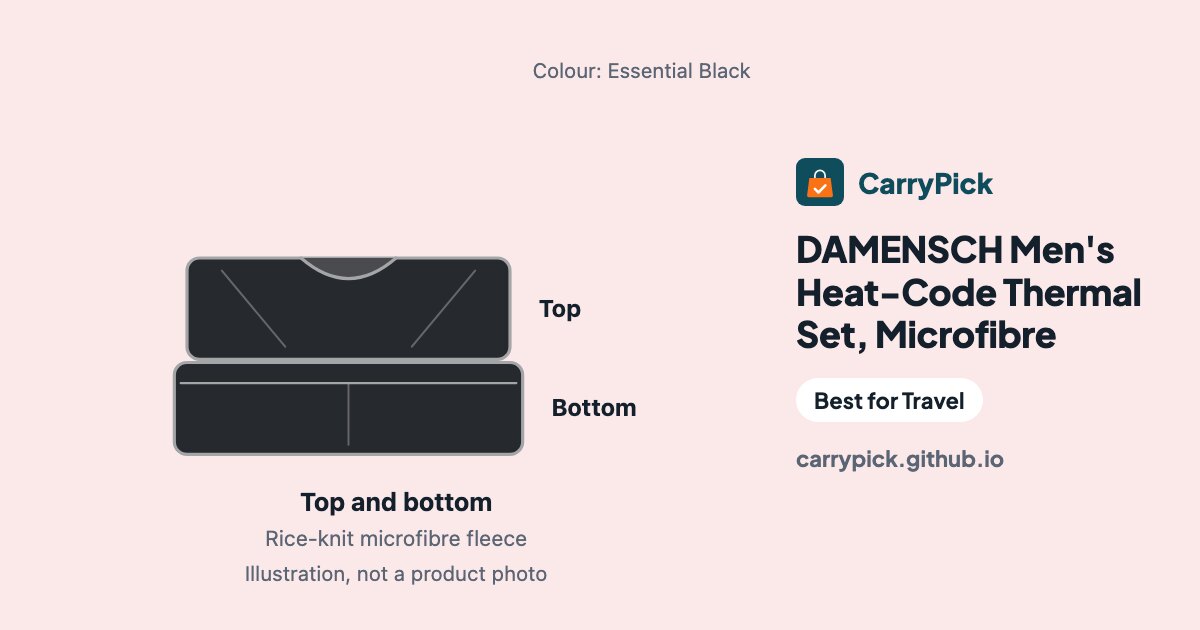 Colour: Essential Black
CarryPick
DAMENSCH Men's
Heat-Code Thermal
Set, Microfibre
Best for Travel
carrypick.github.io
Top
Bottom
Top and bottom
Rice-knit microfibre fleece
Illustration, not a product photo